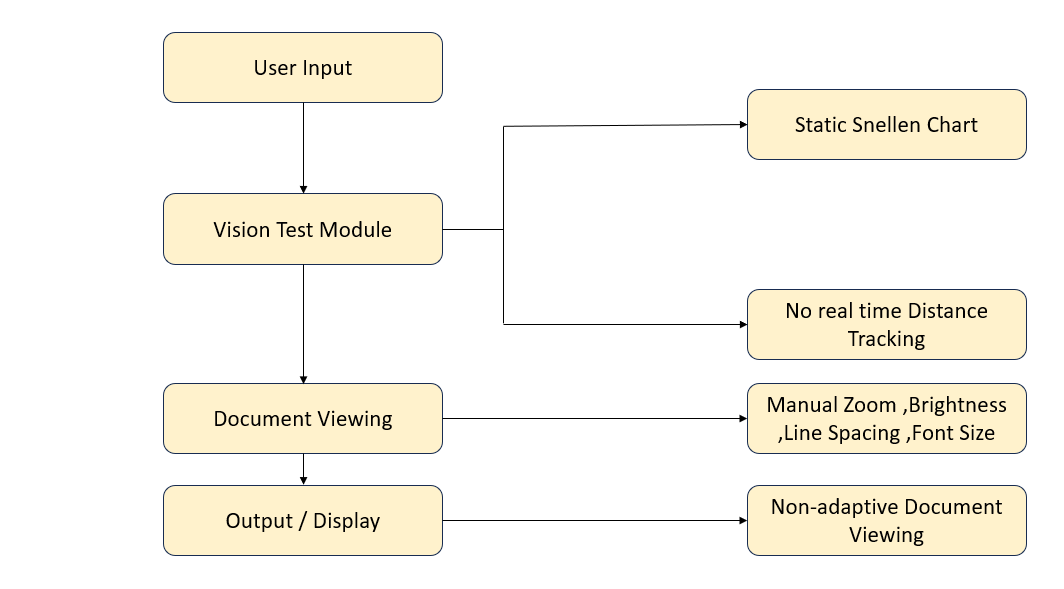 User Input
Static Snellen Chart
Vision Test Module
No real time Distance
Tracking
Document Viewing
Manual Zoom ,Brightness
,Line Spacing ,Font Size
Output / Display
Non-adaptive Document
Viewing